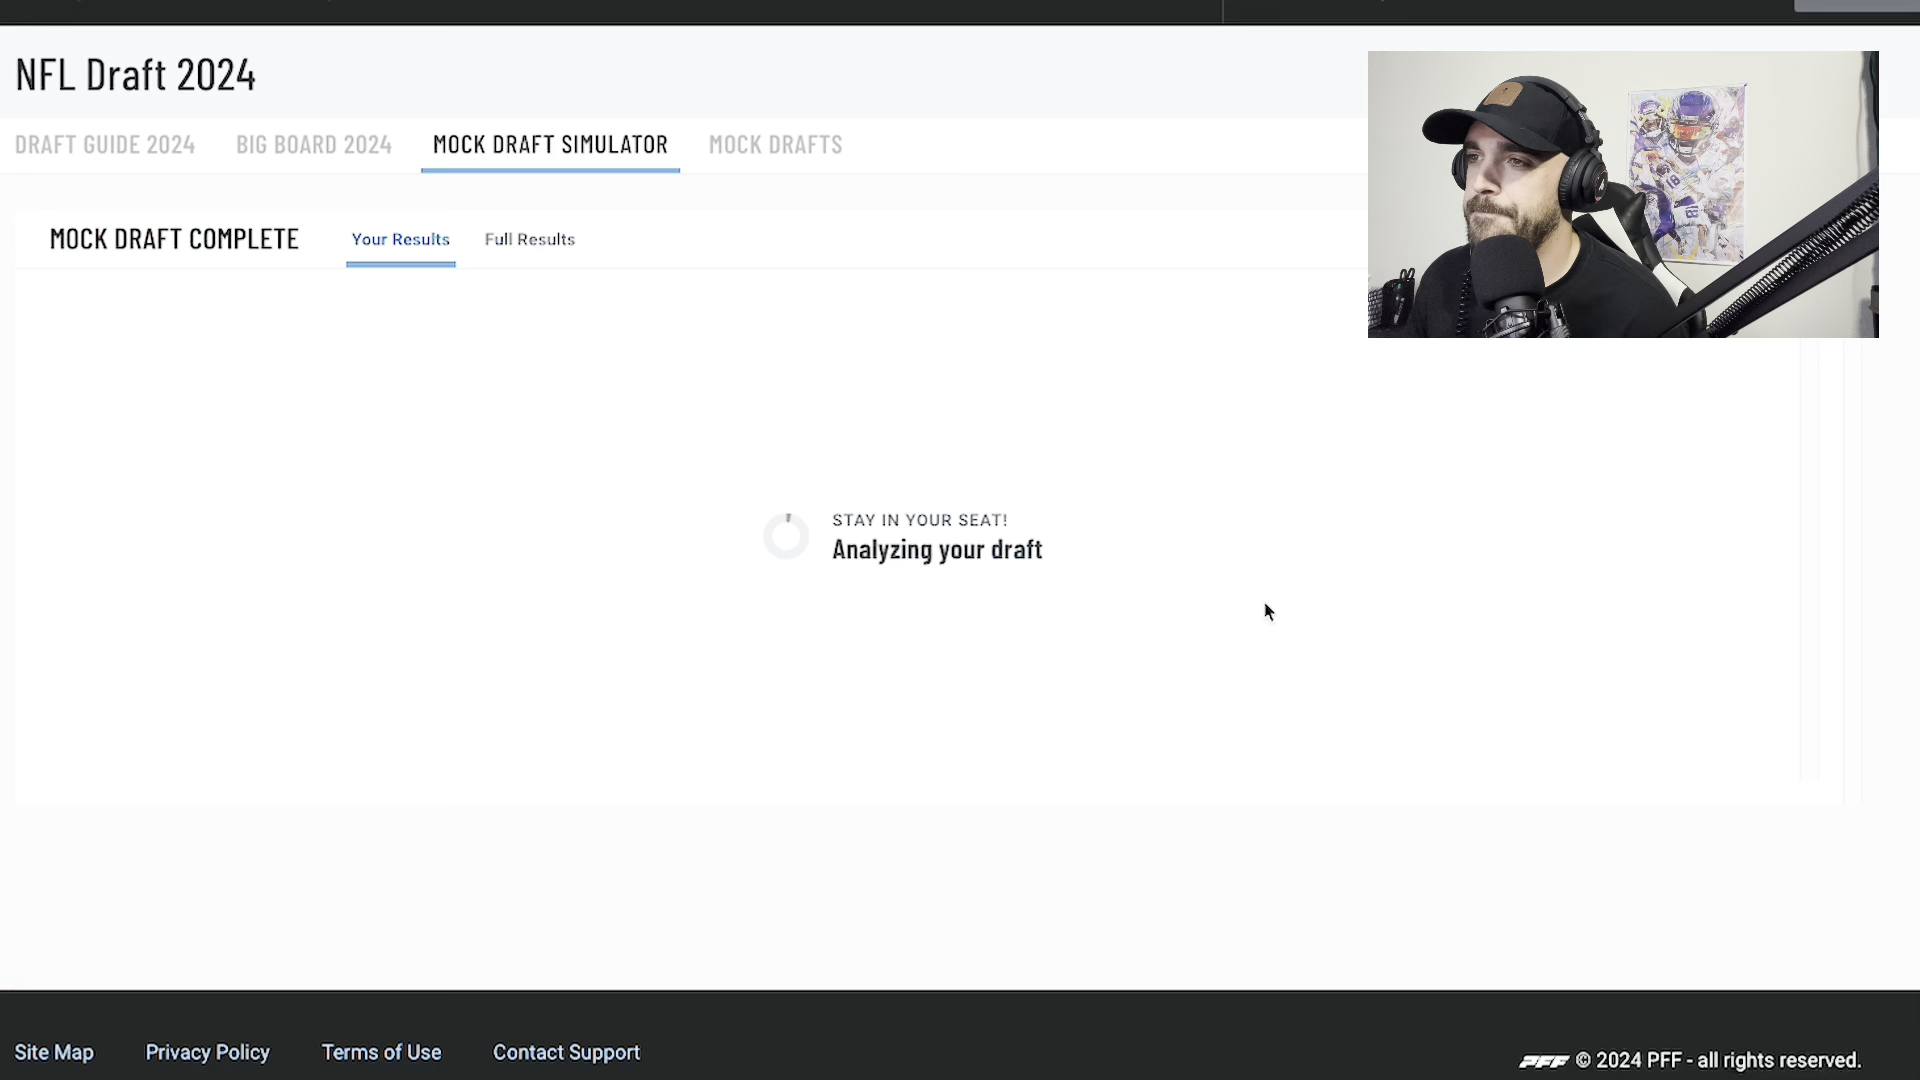 NFL Draft 2024
DRAFT GUIDE 2024 BIG BOARD 2024 MOCK DRAFT SIMULATOR MOCK DRAFTS
MOCK DRAFT COMPLETE Your Results Full Results
18
81
STAY IN YOUR SEAT!
Analyzing your draft
Site Map Privacy Policy Terms of Use Contact Support
PFF © 2024 PFF - all rights reserved.